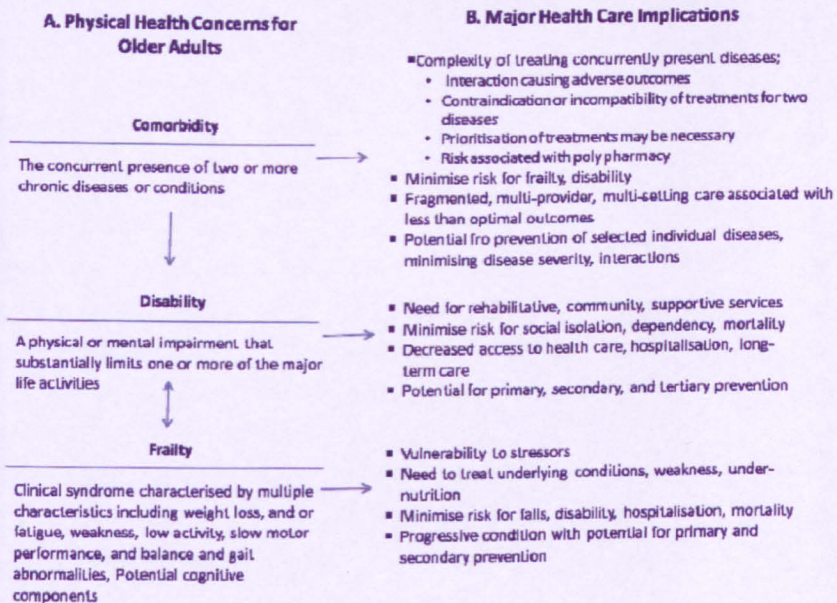 A. Physical Health Concerns for
Older Adults
Comorbidity
The concurrent presence of two or more
chronic diseases or conditions
Disability
A physical or mental impairment that
substantially limits one or more of the major
life activities
Frailty
Clinical syndrome characterised by multiple
characteristics including weight loss, and or
fatigue, weakness, low activity, slow motor
performance, and balance and gait
abnormalities, Potential cognitive
components
B. Major Health Care Implications
▪Complexity of treating concurrently present diseases;
• Interaction causing adverse outcomes
• Contraindication or incompatibility of treatments for two
diseases
• Prioritisation of treatments may be necessary
• Risk associated with poly pharmacy
▪ Minimise risk for frailty, disability
▪ Fragmented, multi-provider, multi-setting care associated with
less than optimal outcomes
▪ Potential fro prevention of selected individual diseases,
minimising disease severity, interactions
▪ Need for rehabilitative, community, supportive services
▪ Minimise risk for social isolation, dependency, mortality
▪ Decreased access to health care, hospitalisation, long-
term care
▪ Potential for primary, secondary, and tertiary prevention
▪ Vulnerability to stressors
▪ Need to treat underlying conditions, weakness, under-
nutrition
▪ Minimise risk for falls, disability, hospitalisation, mortality
▪ Progressive condition with potential for primary and
secondary prevention